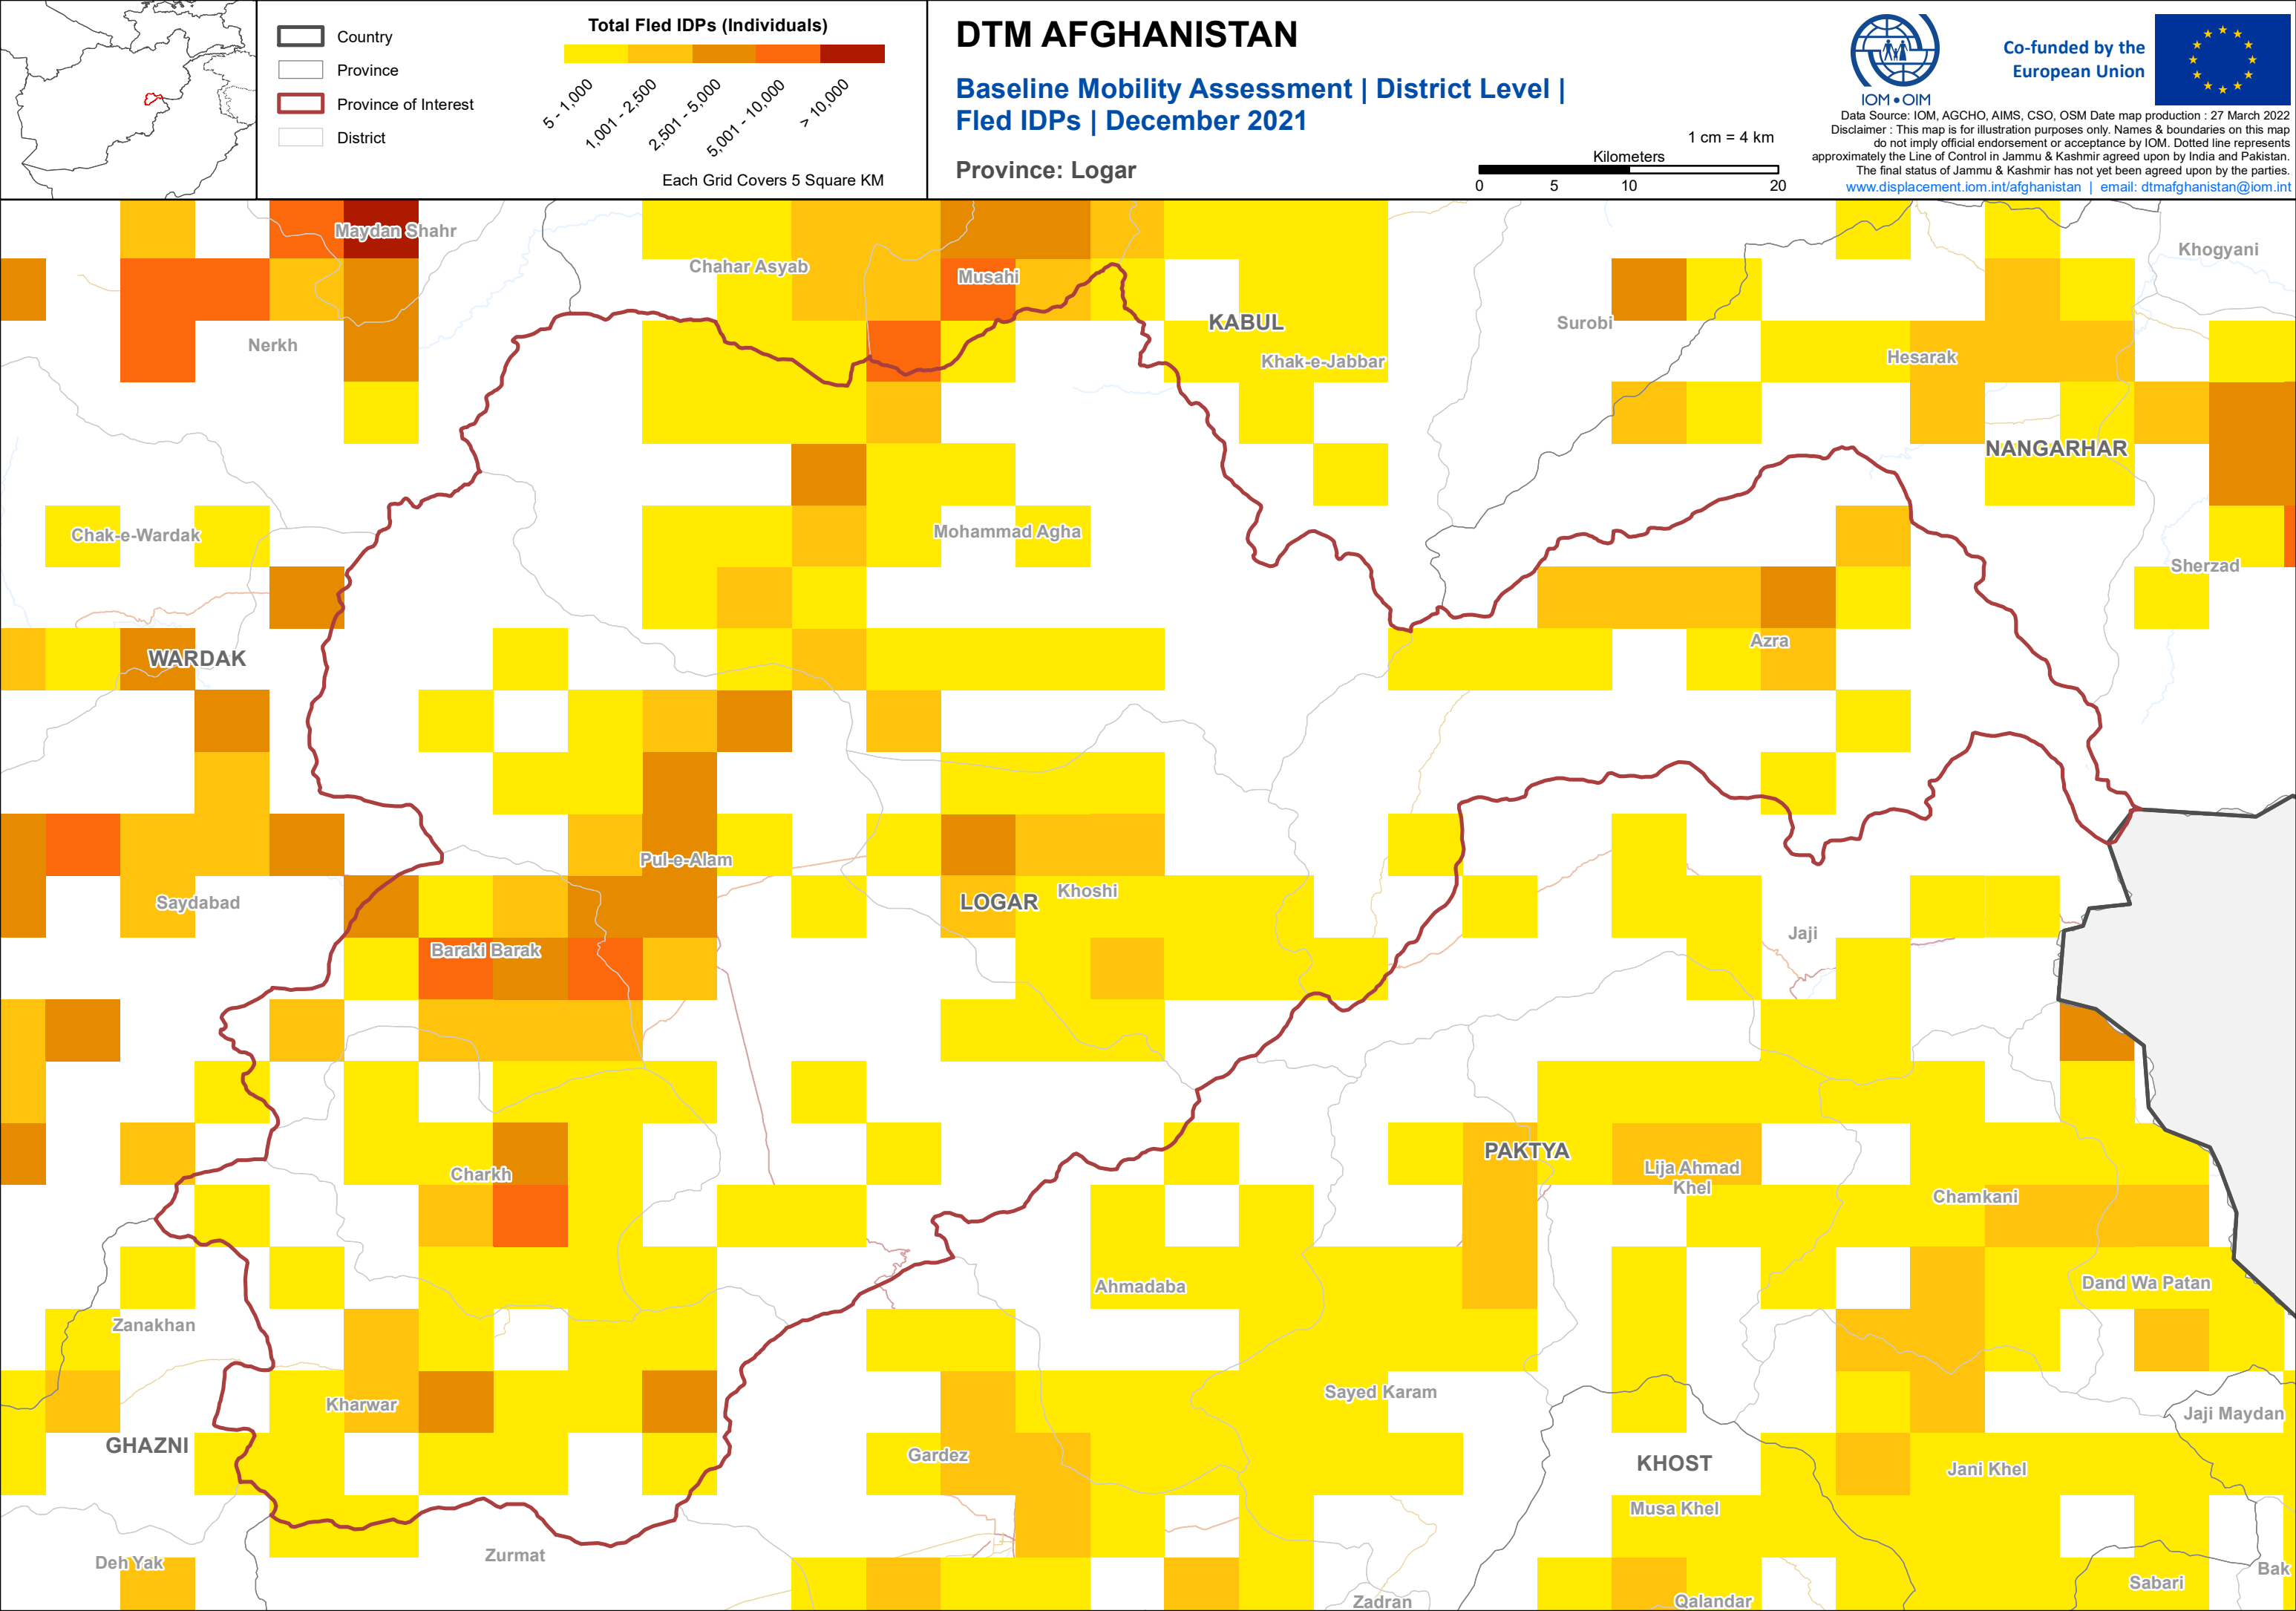 Country
Province
Province of Interest
District
Total Fled IDPs (Individuals)
5 - 1,000
1,001 - 2,500
2,501 - 5,000
5,001 - 10,000
> 10,000
Each Grid Covers 5 Square KM
DTM AFGHANISTAN
Baseline Mobility Assessment | District Level |
Fled IDPs | December 2021
Province: Logar
1 cm = 4 km
Kilometers
0 5 10 20
IOM • OIM
Co-funded by the
European Union
Data Source: IOM, AGCHO, AIMS, CSO, OSM Date map production : 27 March 2022
Disclaimer : This map is for illustration purposes only. Names & boundaries on this map
do not imply official endorsement or acceptance by IOM. Dotted line represents
approximately the Line of Control in Jammu & Kashmir agreed upon by India and Pakistan.
The final status of Jammu & Kashmir has not yet been agreed upon by the parties.
www.displacement.iom.int/afghanistan | email: dtmafghanistan@iom.int
Maydan Shahr
Khogyani
Chahar Asyab
Musahi
KABUL
Surobi
Nerkh
Khak-e-Jabbar
Hesarak
NANGARHAR
Chak-e-Wardak
Mohammad Agha
Sherzad
Azra
WARDAK
Pul-e-Alam
Khoshi
Saydabad
LOGAR
Jaji
Baraki Barak
PAKTYA
Lija Ahmad
Khel
Charkh
Chamkani
Ahmadaba
Dand Wa Patan
Zanakhan
Sayed Karam
Kharwar
Jaji Maydan
GHAZNI
Gardez
KHOST
Jani Khel
Musa Khel
Zurmat
Deh Yak
Bak
Sabari
Zadran
Qalandar